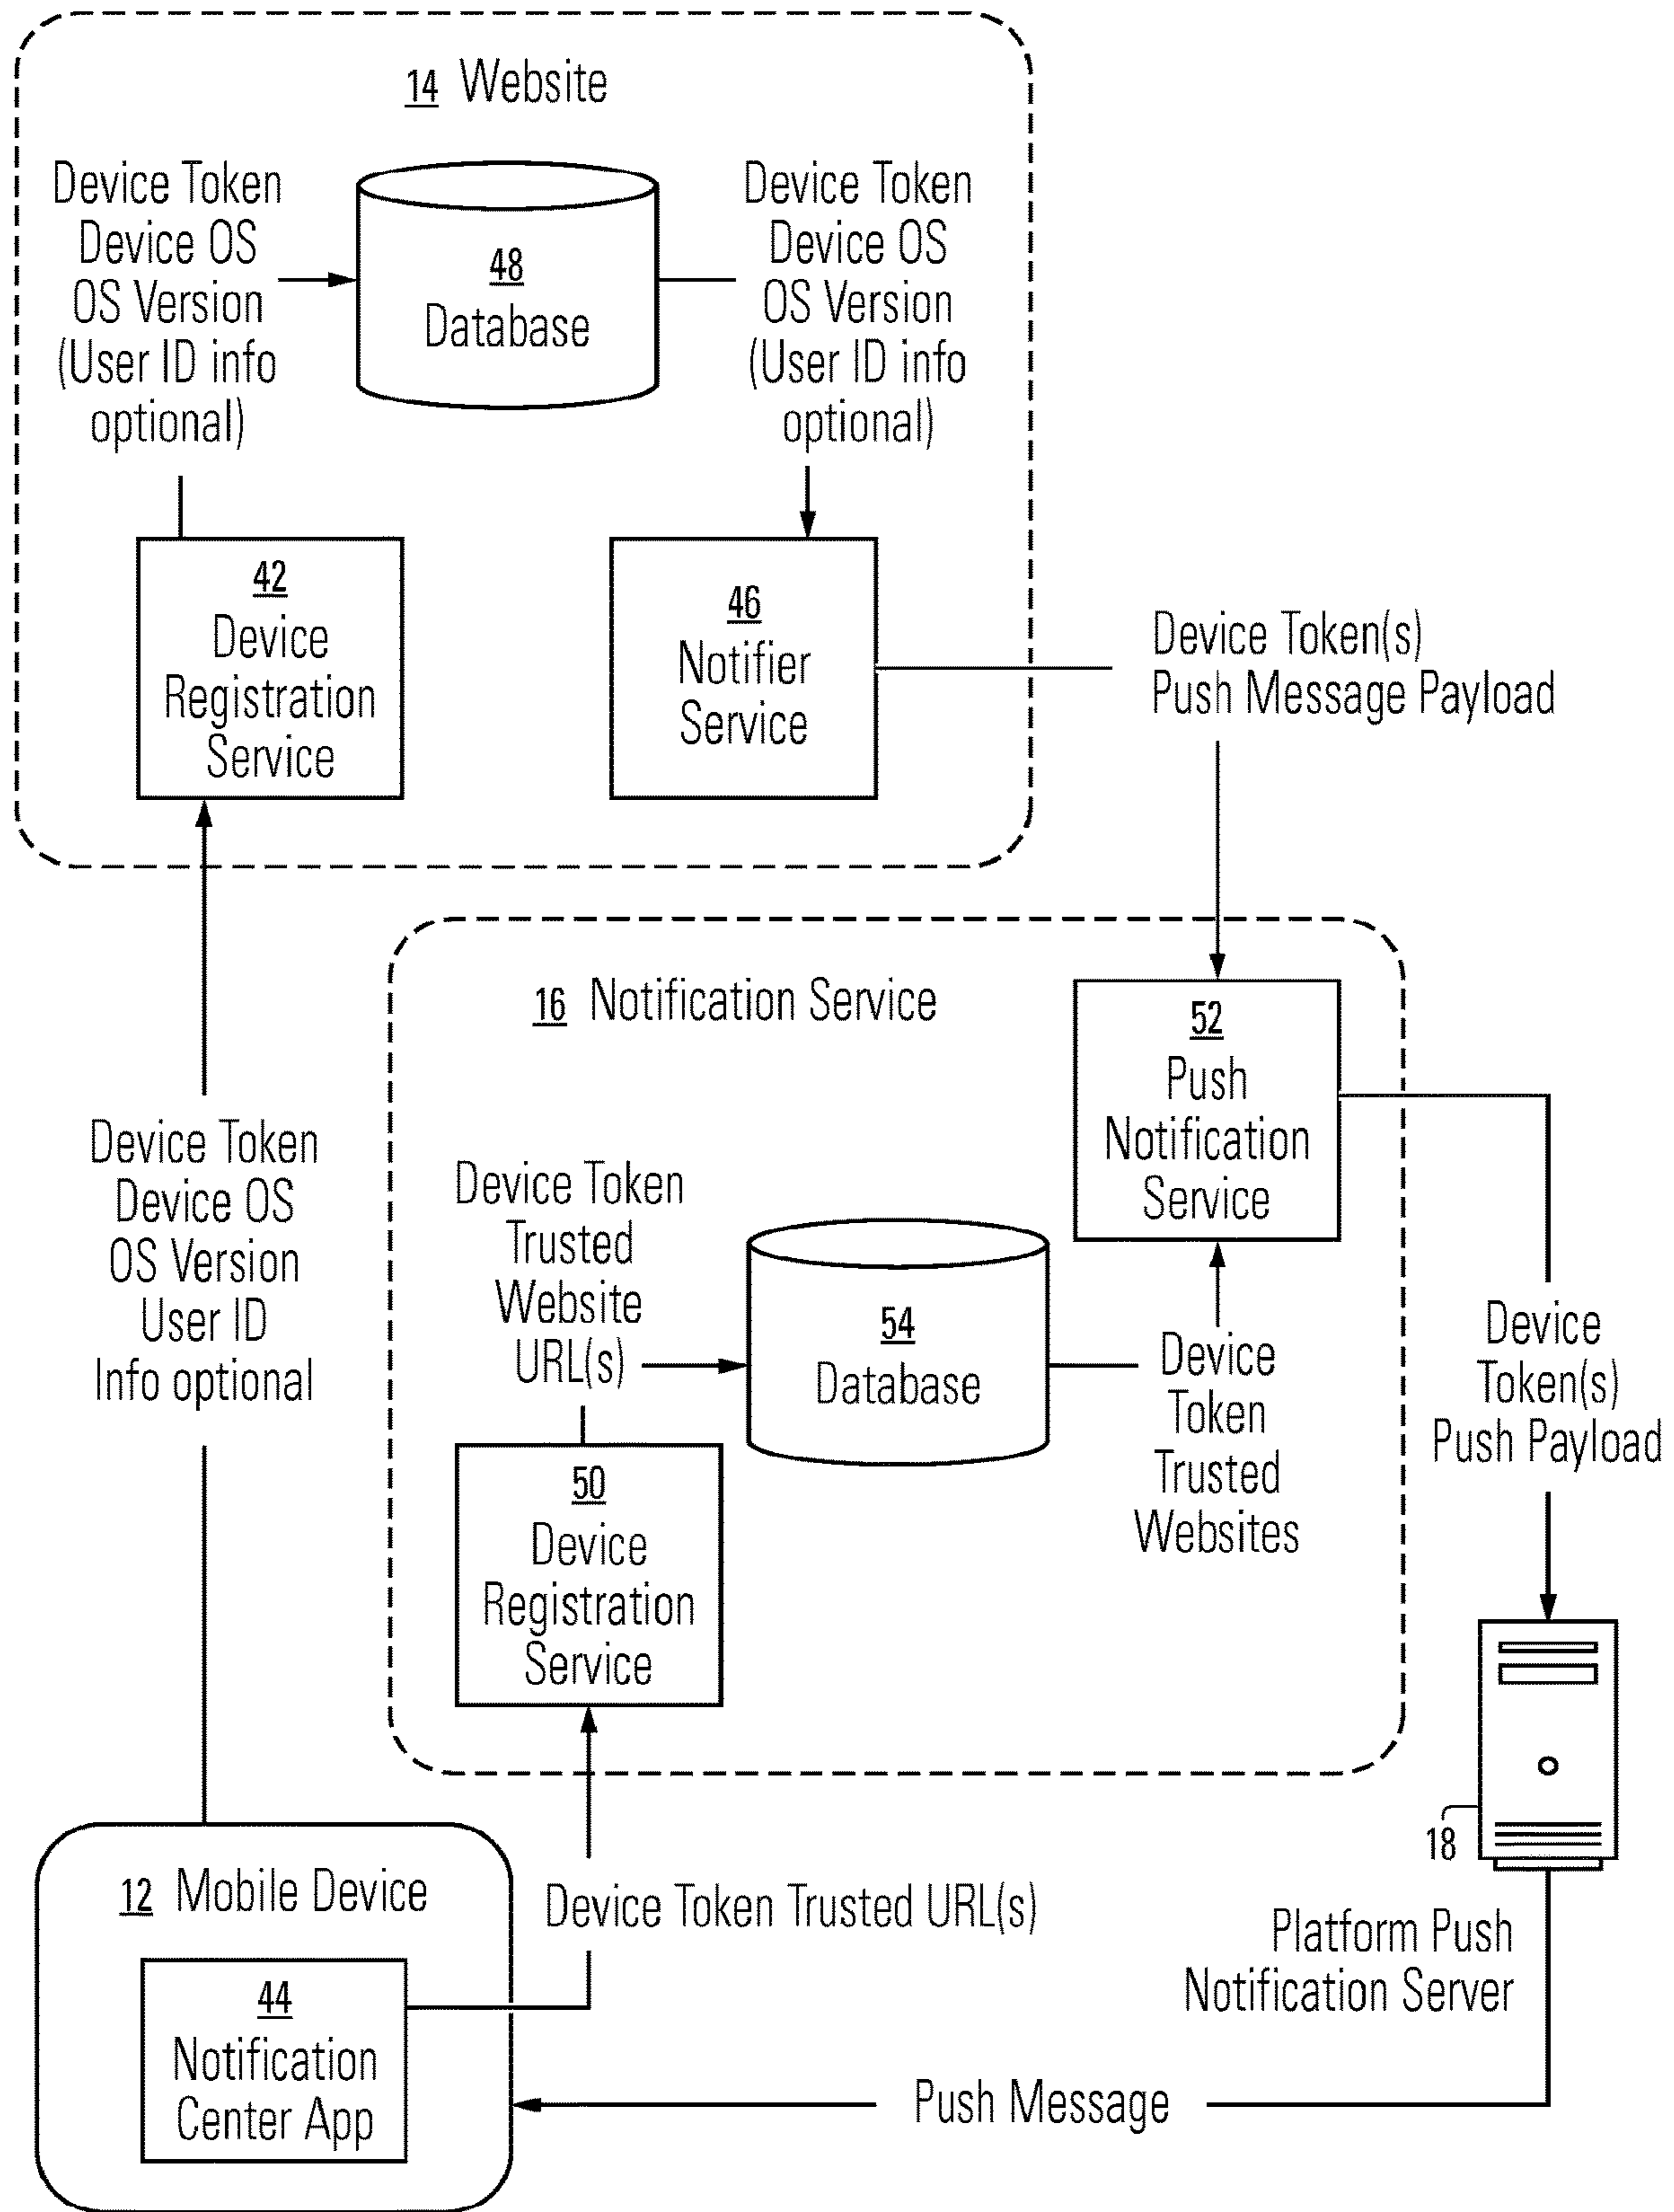 14 Website
Device Token
Device OS
OS Version
(User ID info
optional)
48
Database
Device Token
Device OS
OS Version
(User ID info
optional)
42
Device
Registration
Service
46
Notifier
Service
Device Token(s)
Push Message Payload
16 Notification Service
52
Push
Notification
Service
Device Token
Device OS
OS Version
User ID
Info optional
Device Token
Trusted
Website
URL(s)
54
Database
Device
Token
Trusted
Websites
Device
Token(s)
Push Payload
50
Device
Registration
Service
18
Platform Push
Notification Server
12 Mobile Device
Device Token Trusted URL(s)
44
Notification
Center App
Push Message